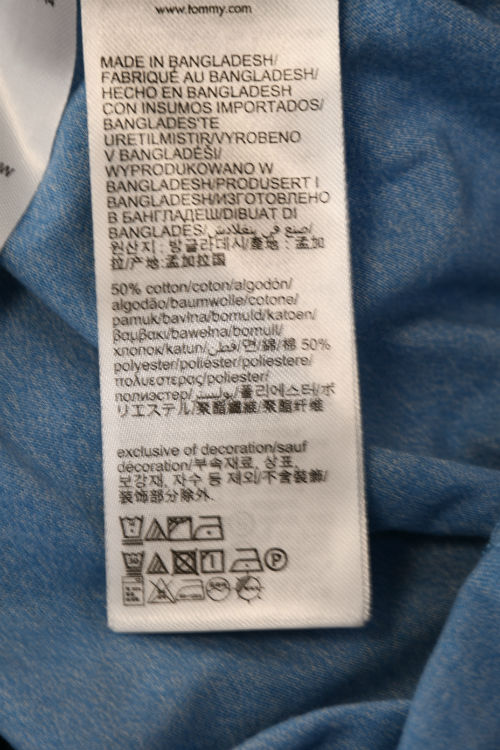 www.tommy.com
MADE IN BANGLADESH/
FABRIQUÉ AU BANGLADESH/
HECHO EN BANGLADESH
CON INSUMOS IMPORTADOS/
BANGLADEŞ'TE
ÜRETİLMİŞTİR/VYROBENO
V BANGLADÉŠI/
WYPRODUKOWANO W
BANGLADESH/PRODUSERT I
BANGLADESH/ИЗГОТОВЛЕНО
В БАНГЛАДЕШ/DIBUAT DI
BANGLADES/صنع في بنغلادش/
원산지 : 방글라데시/產地 : 孟加
拉/产地:孟加拉国
50% cotton/coton/algodón/
algodão/baumwolle/cotone/
pamuk/bavlna/bomuld/katoen/
βαμβακι/bawełna/bomull/
хлопок/katun/قطن/면/綿/棉 50%
polyester/poliéster/poliestere/
πολυεστερας/poliester/
полиэстер/بوليستر/폴리에스터/ポ
リエステル/聚酯纖維/聚酯纤维
exclusive of decoration/sauf
décoration/부속재료, 상표,
보강재, 자수 등 제외/不含裝飾/
装饰部分除外.
30
P